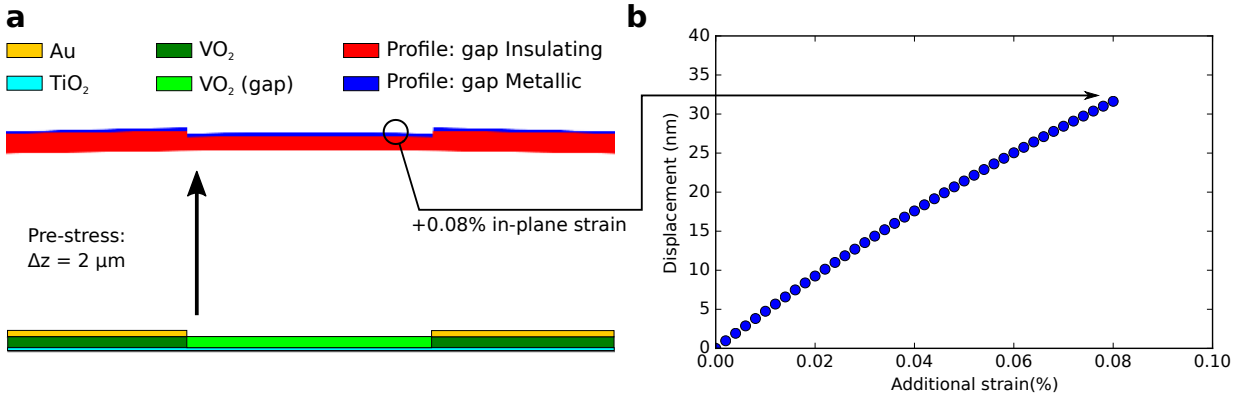 a
Au
VO₂
Profile: gap Insulating
TiO₂
VO₂ (gap)
Profile: gap Metallic
+0.08% in-plane strain
Pre-stress:
Δz = 2 μm
b
40
35
30
25
20
15
10
5
0
Displacement (nm)
0.00
0.02
0.04
0.06
0.08
0.10
Additional strain(%)